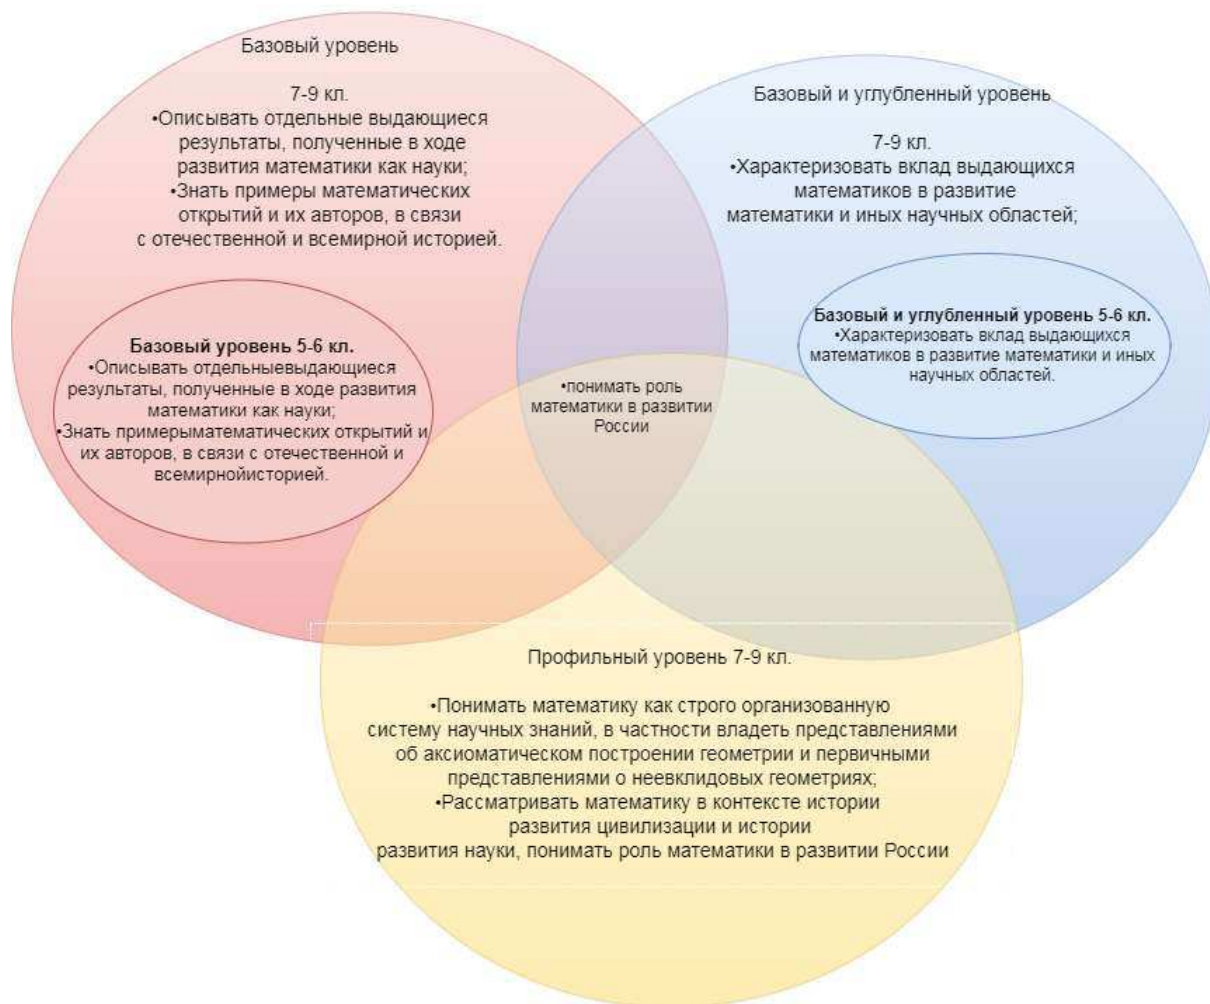 Базовый уровень
7-9 кл.
•Описывать отдельные выдающиеся
результаты, полученные в ходе
развития математики как науки;
•Знать примеры математических
открытий и их авторов, в связи
с отечественной и всемирной историей.
Базовый уровень 5-6 кл.
•Описывать отдельныевыдающиеся
результаты, полученные в ходе развития
математики как науки;
•Знать примерыматематических открытий и
их авторов, в связи с отечественной и
всемирнойисторией.
Базовый и углубленный уровень
7-9 кл.
•Характеризовать вклад выдающихся
математиков в развитие
математики и иных научных областей;
Базовый и углубленный уровень 5-6 кл.
•Характеризовать вклад выдающихся
математиков в развитие математики и иных
научных областей.
•понимать роль
математики в развитии
России
Профильный уровень 7-9 кл.
•Понимать математику как строго организованную
систему научных знаний, в частности владеть представлениями
об аксиоматическом построении геометрии и первичными
представлениями о неевклидовых геометриях;
•Рассматривать математику в контексте истории
развития цивилизации и истории
развития науки, понимать роль математики в развитии России